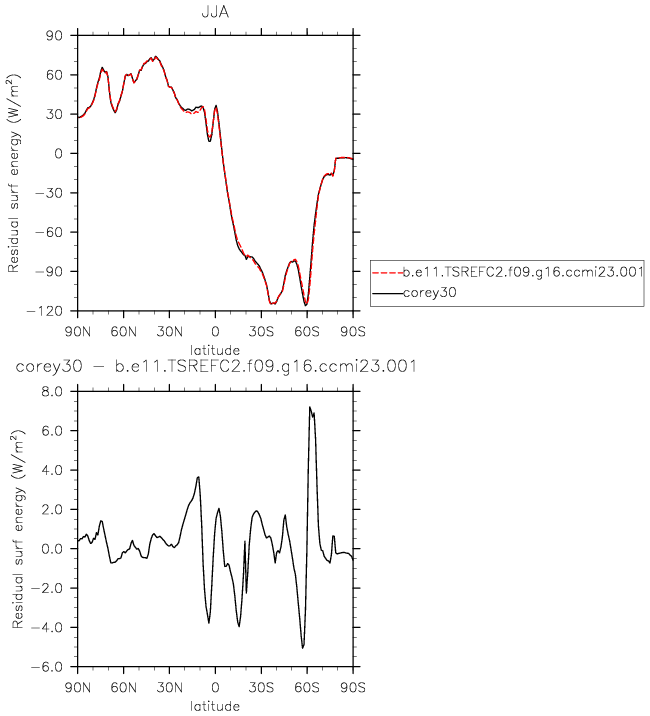 JJA
Residual surf energy (W/m²)
90
60
30
0
−30
−60
−90
−120
90N 60N 30N 0 30S 60S 90S
latitude
b.e11.TSREFC2.f09.g16.ccmi23.001
corey30
corey30 − b.e11.TSREFC2.f09.g16.ccmi23.001
Residual surf energy (W/m²)
8.0
6.0
4.0
2.0
0.0
−2.0
−4.0
−6.0
90N 60N 30N 0 30S 60S 90S
latitude